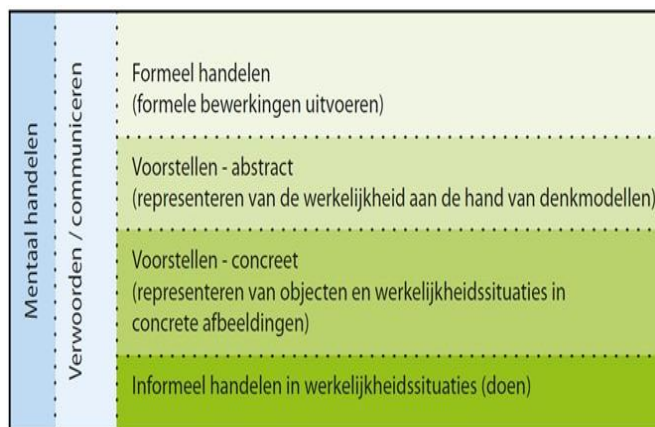 Mentaal handelen
Verwoorden / communiceren
Formeel handelen
(formele bewerkingen uitvoeren)
Voorstellen - abstract
(representeren van de werkelijkheid aan de hand van denkmodellen)
Voorstellen - concreet
(representeren van objecten en werkelijkheidssituaties in
concrete afbeeldingen)
Informeel handelen in werkelijkheidssituaties (doen)